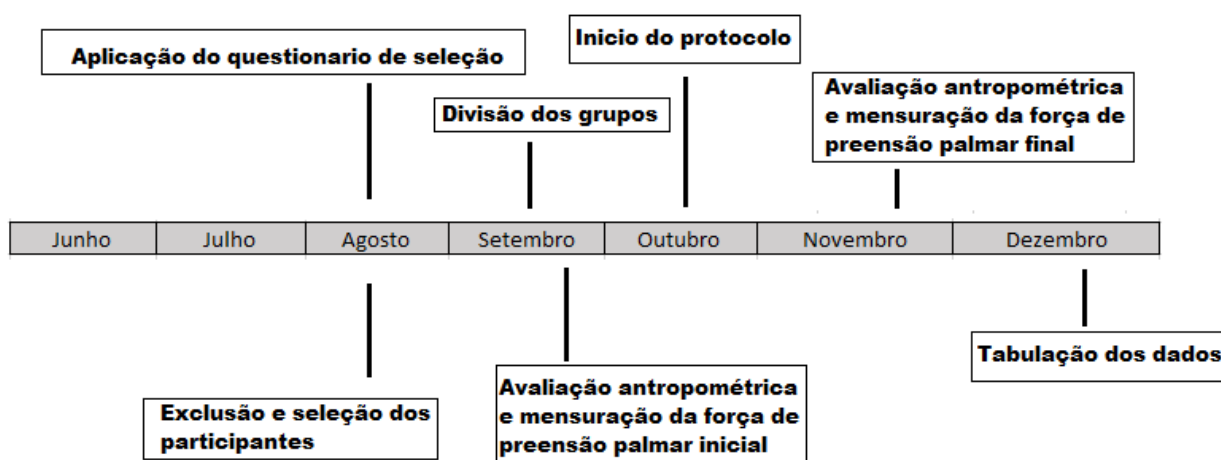 Aplicação do questionario de seleção
Inicio do protocolo
Divisão dos grupos
Avaliação antropométrica
e mensuração da força de
preensão palmar final
Junho
Julho
Agosto
Setembro
Outubro
Novembro
Dezembro
Exclusão e seleção dos
participantes
Avaliação antropométrica
e mensuração da força de
preensão palmar inicial
Tabulação dos dados